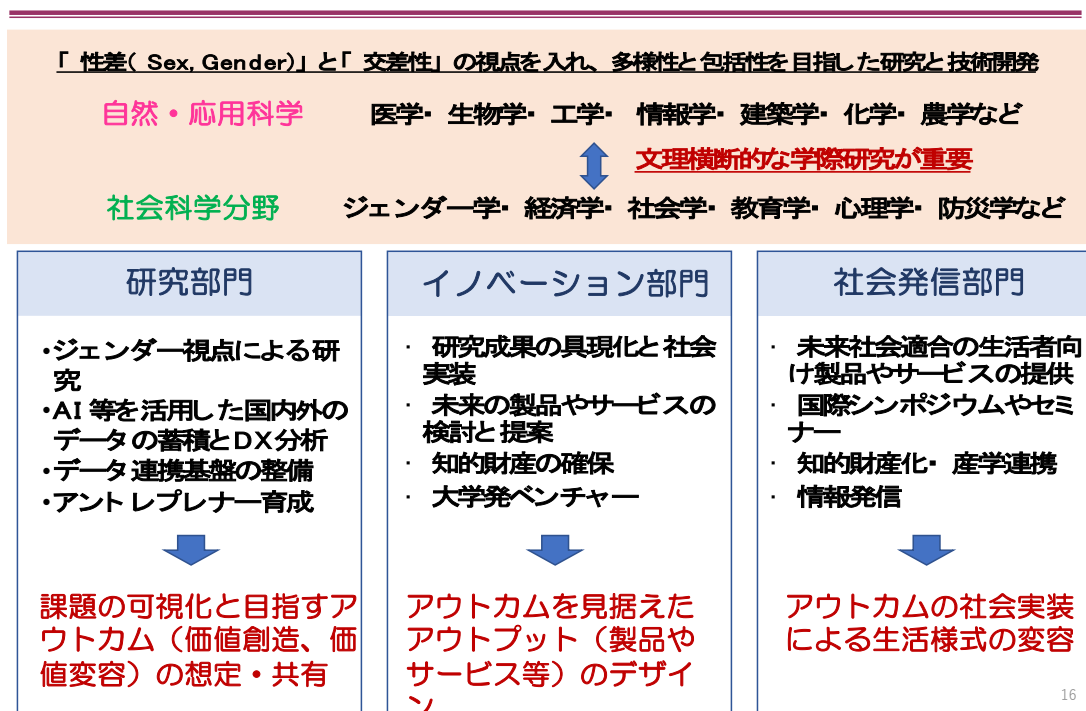 「性差(Sex, Gender)」と「交差性」の視点を入れ、多様性と包括性を目指した研究と技術開発
自然・応用科学
医学・生物学・工学・情報学・建築学・化学・農学など
文理横断的な学際研究が重要
社会科学分野
ジェンダー学・経済学・社会学・教育学・心理学・防災学など
研究部門
・ジェンダー視点による研
究
・AI等を活用した国内外の
データの蓄積とDX分析
・データ連携基盤の整備
・アントレプレナー育成
課題の可視化と目指すア
ウトカム（価値創造、価
値変容）の想定・共有
イノベーション部門
・研究成果の具現化と社会
実装
・未来の製品やサービスの
検討と提案
・知的財産の確保
・大学発ベンチャー
アウトカムを見据えた
アウトプット（製品や
サービス等）のデザイ
ン
社会発信部門
・未来社会適合の生活者向
け製品やサービスの提供
・国際シンポジウムやセミ
ナー
・知的財産化・産学連携
・情報発信
アウトカムの社会実装
による生活様式の変容
16